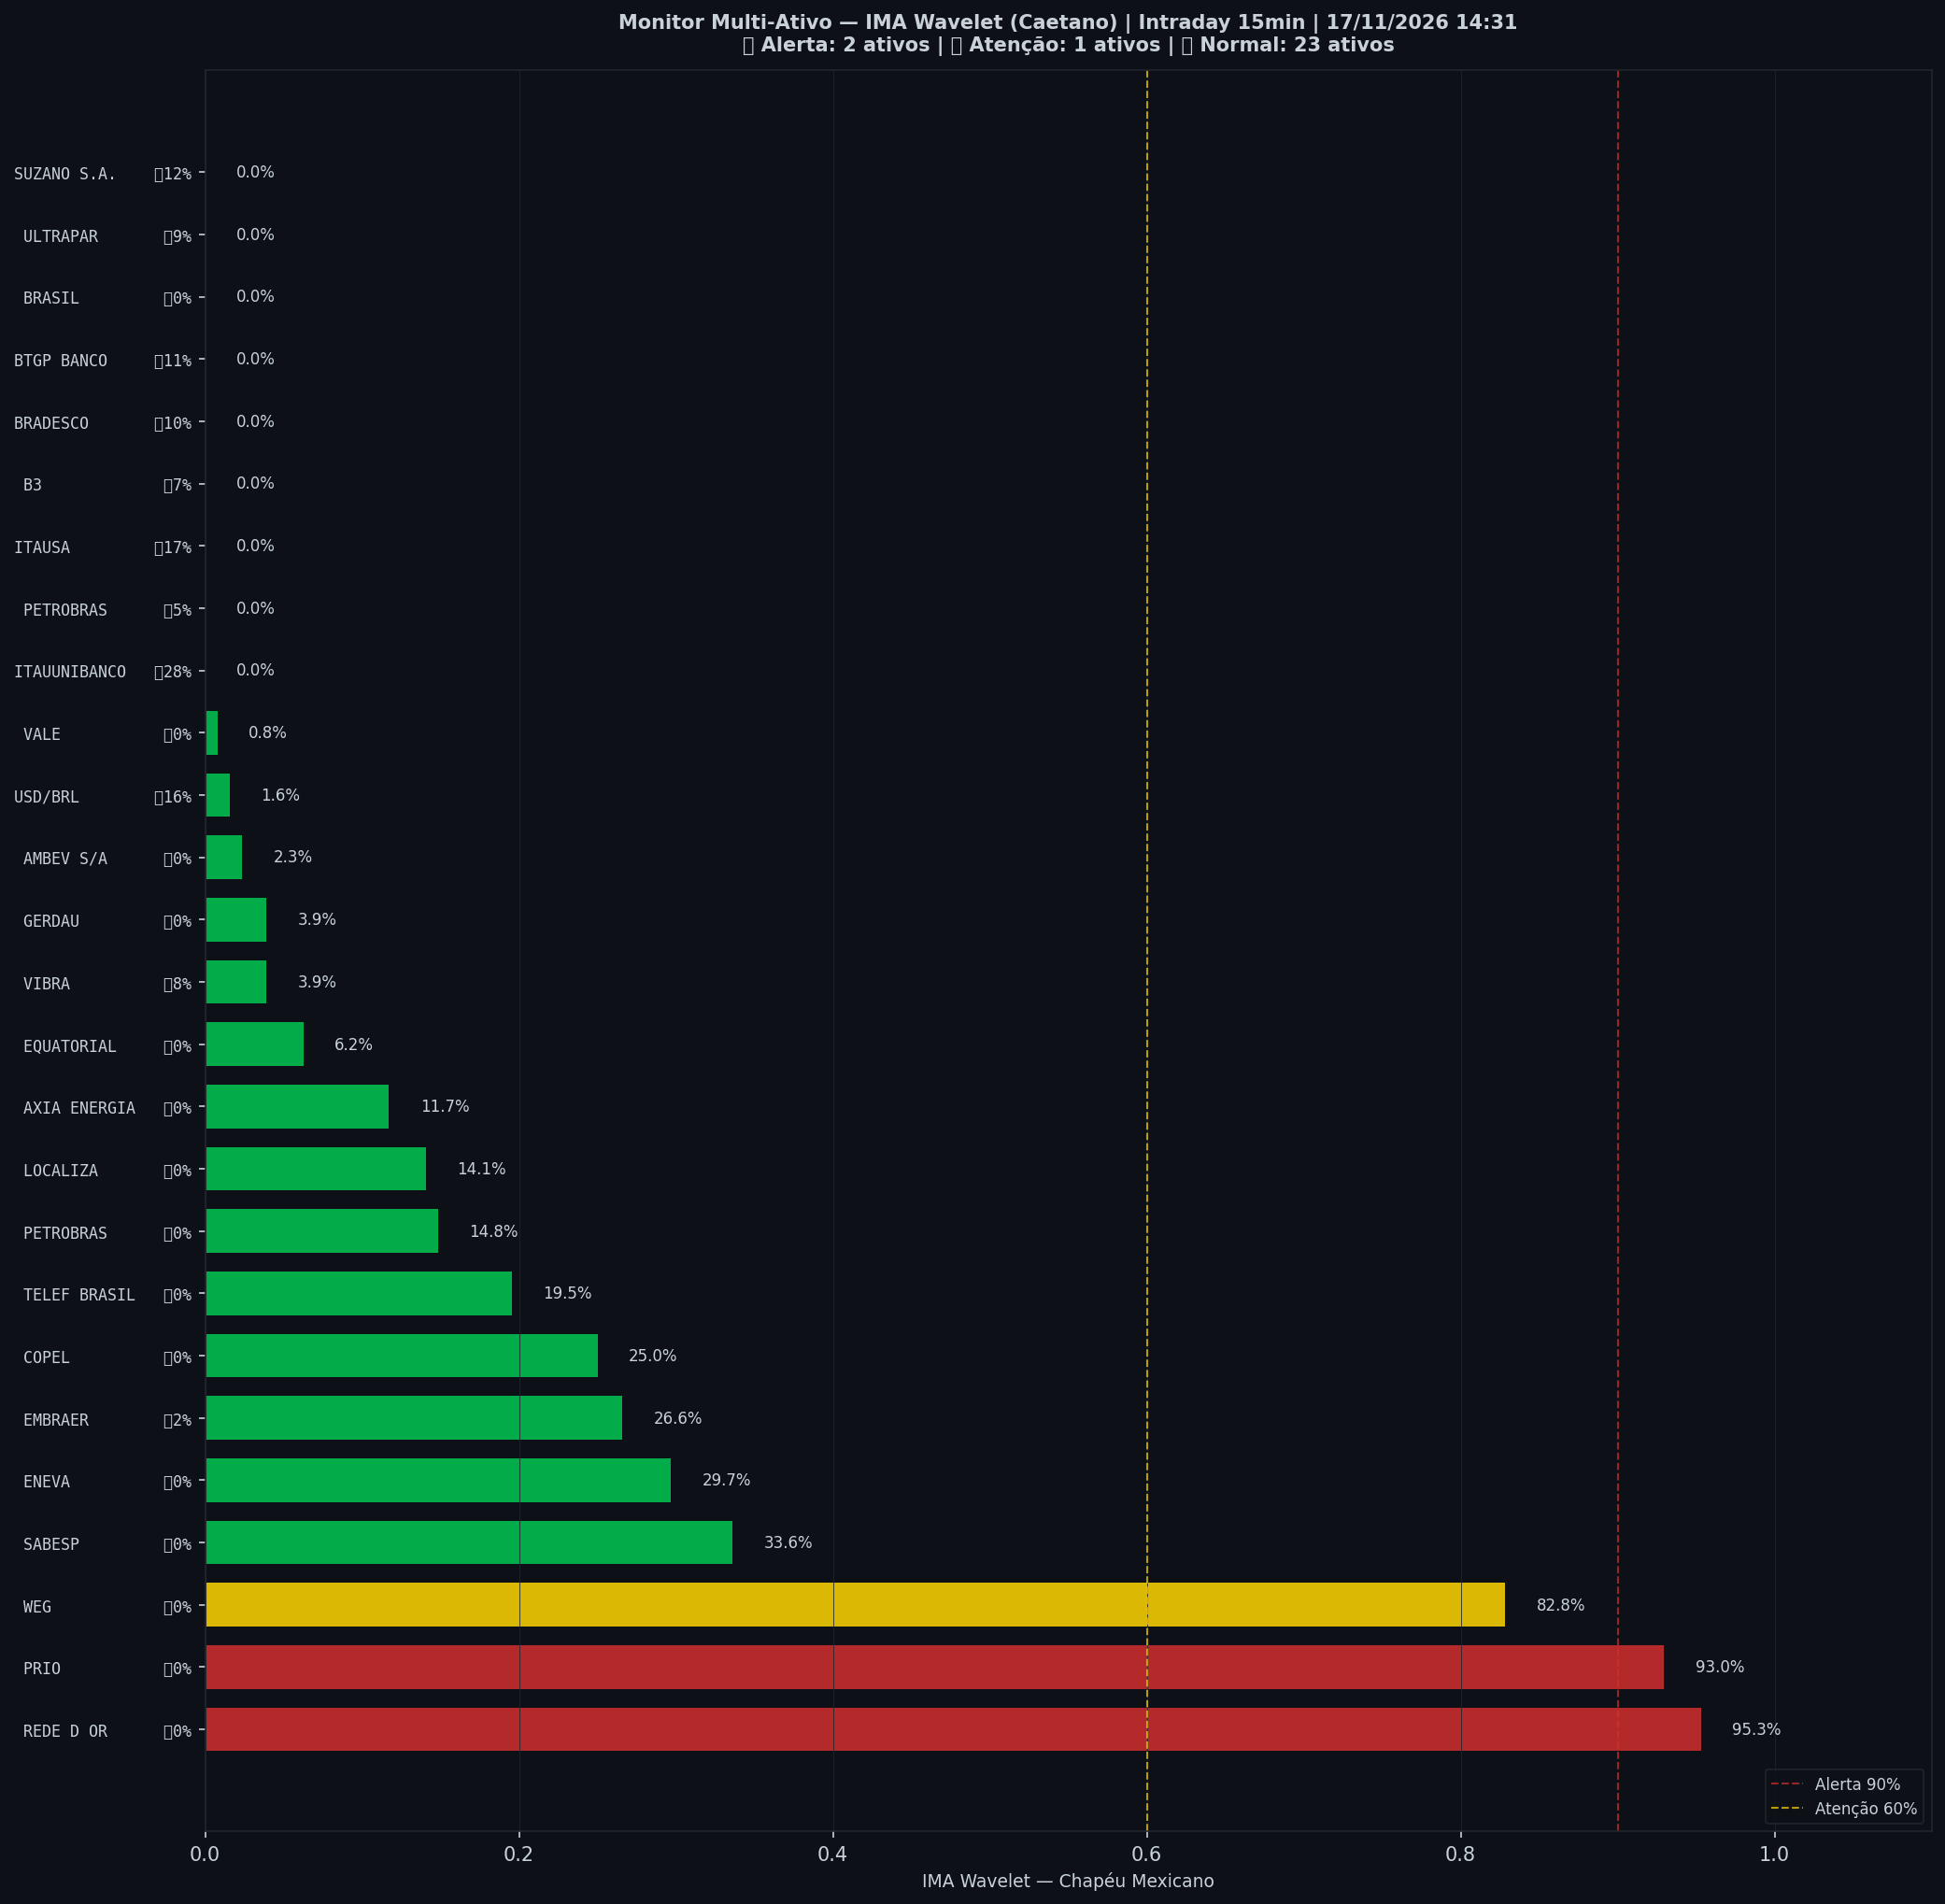 Monitor Multi-Ativo — IMA Wavelet (Caetano) | Intraday 15min | 17/11/2026 14:31
▯ Alerta: 2 ativos | ▯ Atenção: 1 ativos | ▯ Normal: 23 ativos
SUZANO S.A. ▯12% 0.0%
ULTRAPAR ▯9% 0.0%
BRASIL ▯0% 0.0%
BTGP BANCO ▯11% 0.0%
BRADESCO ▯10% 0.0%
B3 ▯7% 0.0%
ITAUSA ▯17% 0.0%
PETROBRAS ▯5% 0.0%
ITAUUNIBANCO ▯28% 0.0%
VALE ▯0% 0.8%
USD/BRL ▯16% 1.6%
AMBEV S/A ▯0% 2.3%
GERDAU ▯0% 3.9%
VIBRA ▯8% 3.9%
EQUATORIAL ▯0% 6.2%
AXIA ENERGIA ▯0% 11.7%
LOCALIZA ▯0% 14.1%
PETROBRAS ▯0% 14.8%
TELEF BRASIL ▯0% 19.5%
COPEL ▯0% 25.0%
EMBRAER ▯2% 26.6%
ENEVA ▯0% 29.7%
SABESP ▯0% 33.6%
WEG ▯0% 82.8%
PRIO ▯0% 93.0%
REDE D OR ▯0% 95.3%
Alerta 90%
Atenção 60%
0.0 0.2 0.4 0.6 0.8 1.0
IMA Wavelet — Chapéu Mexicano